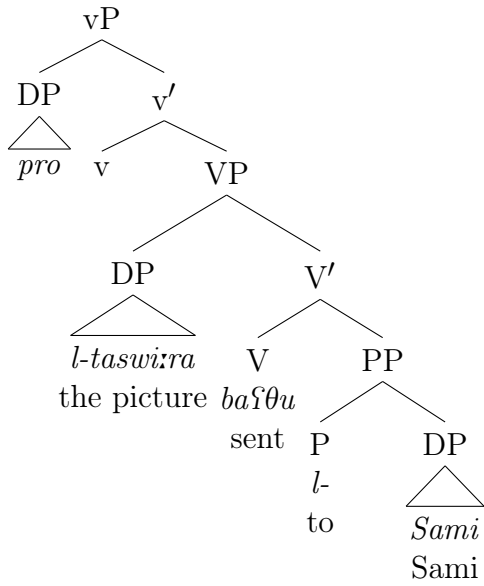 vP
DP v′
pro v VP
DP V′
l-taswiːra V PP
the picture baʕθu
sent P DP
l- Sami
to Sami